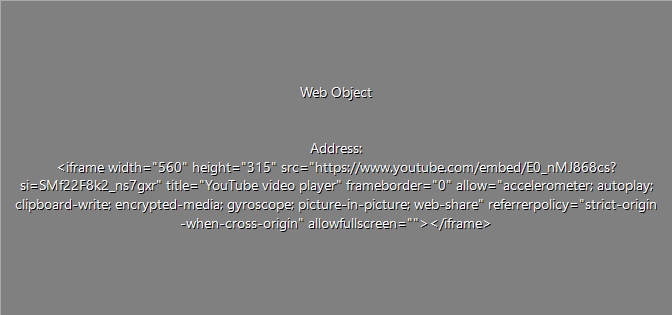 Web Object
Address:
<iframe width="560" height="315" src="https://www.youtube.com/embed/E0_nMJ868cs?
si=SMf22F8k2_ns7gxr" title="YouTube video player" frameborder="0" allow="accelerometer; autoplay;
clipboard-write; encrypted-media; gyroscope; picture-in-picture; web-share" referrerpolicy="strict-origin
-when-cross-origin" allowfullscreen=""></iframe>